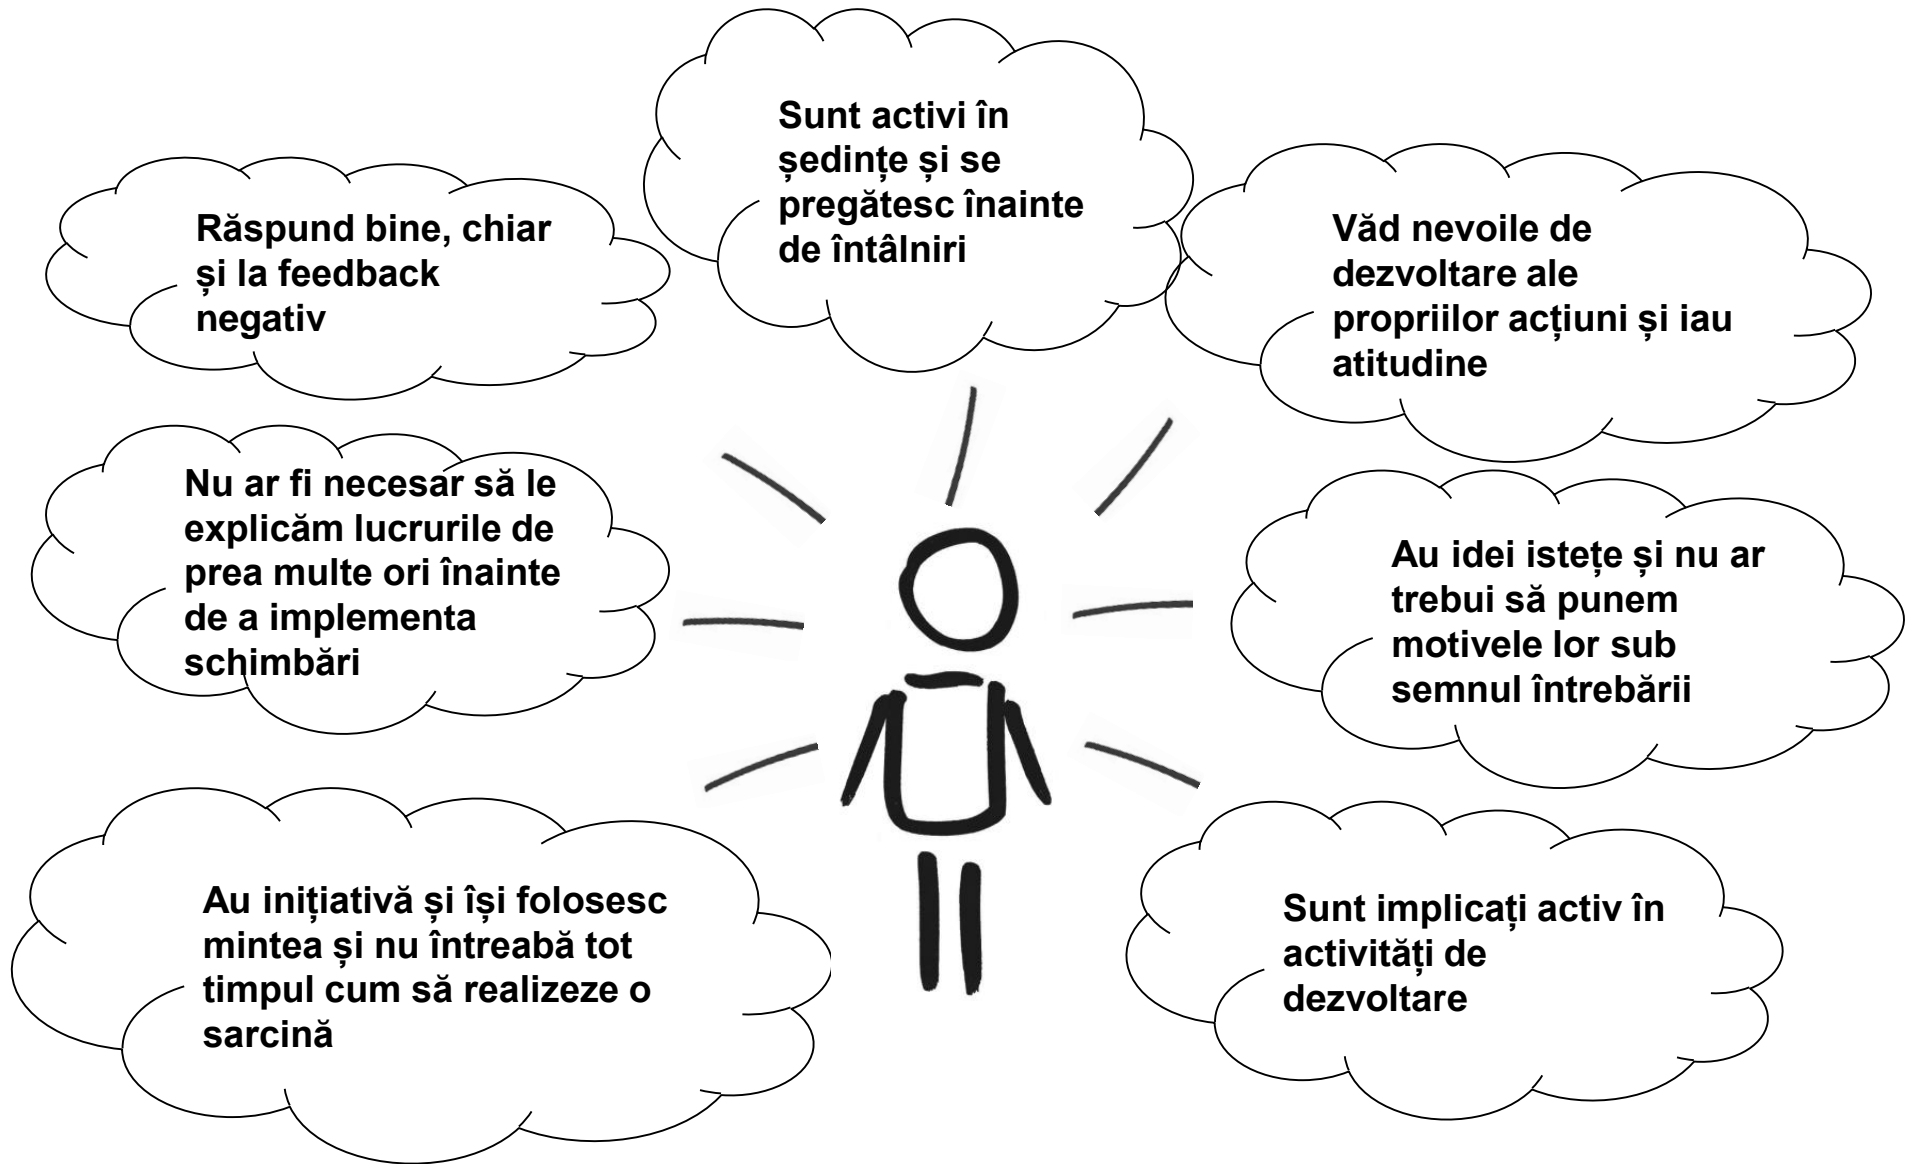 Sunt activi în
ședințe și se
pregătesc înainte
de întâlniri
Răspund bine, chiar
și la feedback
negativ
Văd nevoile de
dezvoltare ale
propriilor acțiuni și iau
atitudine
Nu ar fi necesar să le
explicăm lucrurile de
prea multe ori înainte
de a implementa
schimbări
Au idei istețe și nu ar
trebui să punem
motivele lor sub
semnul întrebării
Au inițiativă și își folosesc
mintea și nu întreabă tot
timpul cum să realizeze o
sarcină
Sunt implicați activ în
activități de
dezvoltare